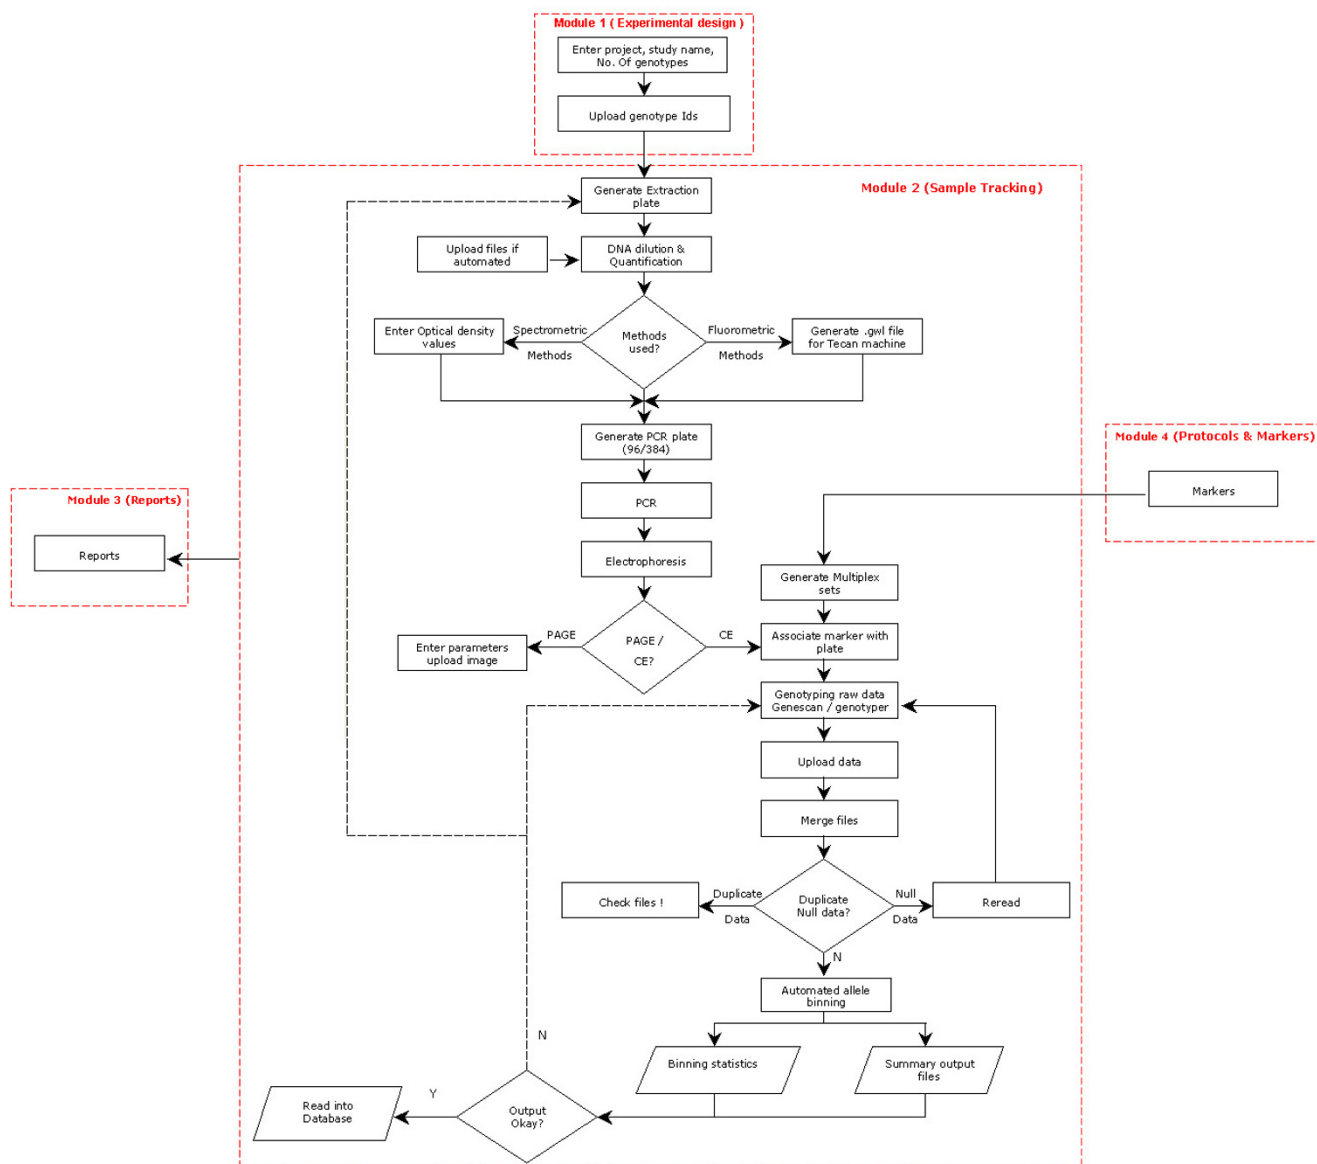 Module 1 ( Experimental design )
Enter project, study name,
No. Of genotypes
Upload genotype Ids
Module 2 (Sample Tracking)
Generate Extraction
plate
Upload files if
automated
DNA dilution &
Quantification
Enter Optical density
values
Spectrometric
Methods
Methods
used?
Fluorometric
Methods
Generate .gwl file
for Tecan machine
Generate PCR plate
(96/384)
Module 4 (Protocols & Markers)
Markers
Module 3 (Reports)
Reports
PCR
Electrophoresis
Generate Multiplex
sets
Enter parameters
upload image
PAGE
PAGE /
CE?
CE
Associate marker with
plate
Genotyping raw data
Genescan / genotyper
Upload data
Merge files
Check files !
Duplicate
Data
Duplicate
Null data?
Null
Data
Reread
N
Automated allele
binning
N
Binning statistics
Summary output
files
Read into
Database
Y
Output
Okay?